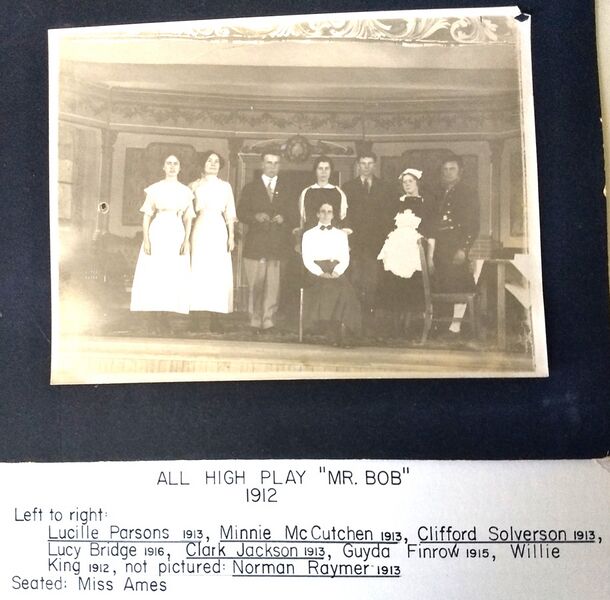 ALL HIGH PLAY "MR. BOB"
1912
Left to right:
Lucille Parsons 1913, Minnie McCutchen 1913, Clifford Solverson 1913,
Lucy Bridge 1916, Clark Jackson 1913, Guyda Finrow 1915, Willie
King 1912, not pictured: Norman Raymer 1913
Seated: Miss Ames